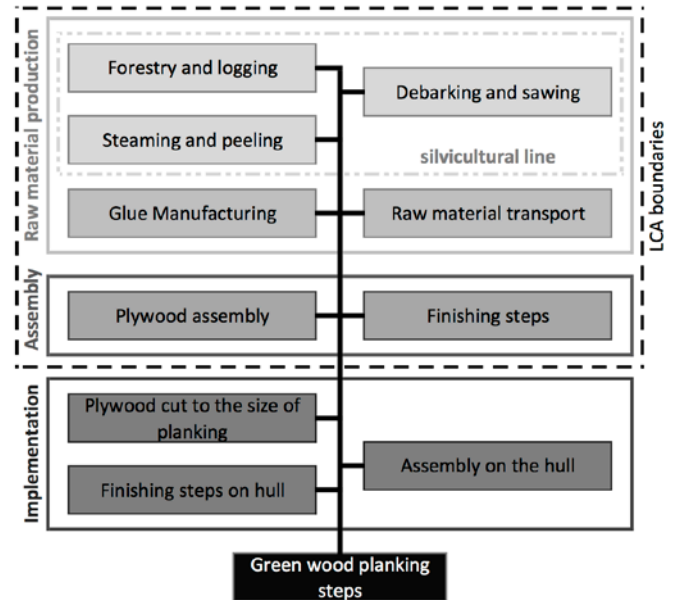 Raw material production
Forestry and logging
Debarking and sawing
Steaming and peeling
silvicultural line
Glue Manufacturing
Raw material transport
LCA boundaries
Assembly
Plywood assembly
Finishing steps
Implementation
Plywood cut to the size of
planking
Assembly on the hull
Finishing steps on hull
Green wood planking
steps